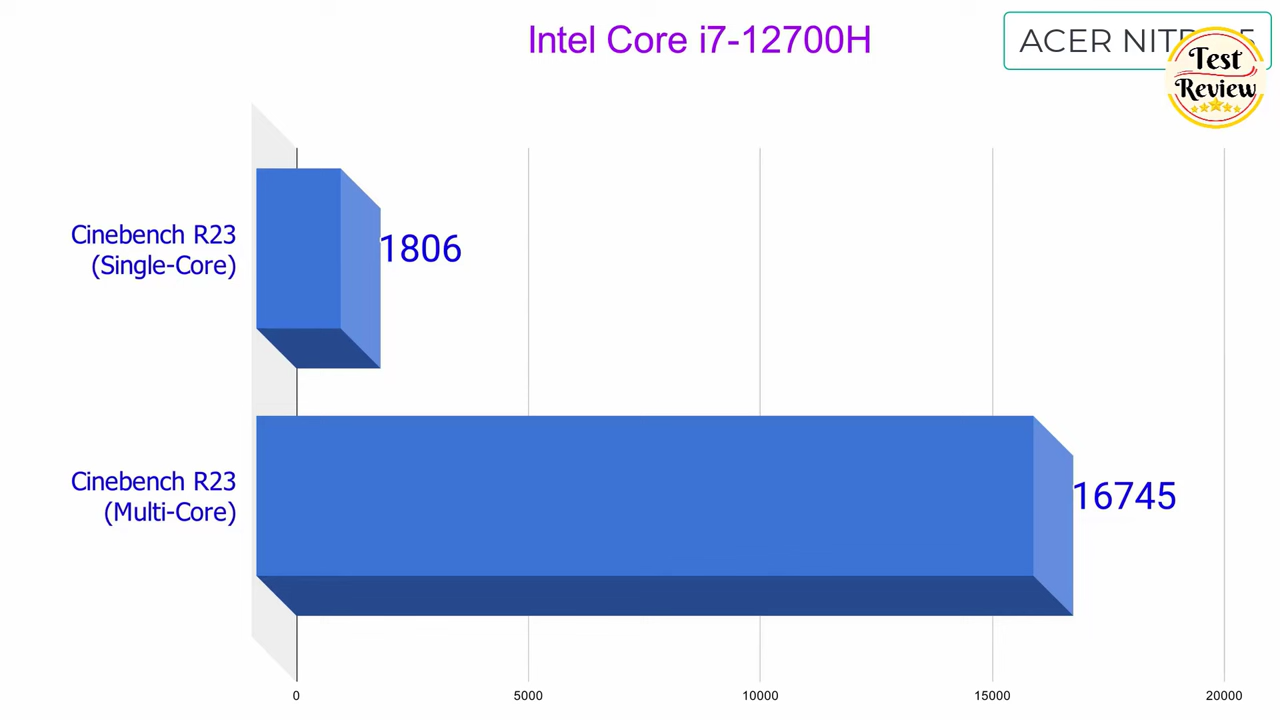 Intel Core i7-12700H
ACER
Test
Review
Cinebench R23
(Single-Core)
1806
Cinebench R23
(Multi-Core)
16745
0
5000
10000
15000
20000